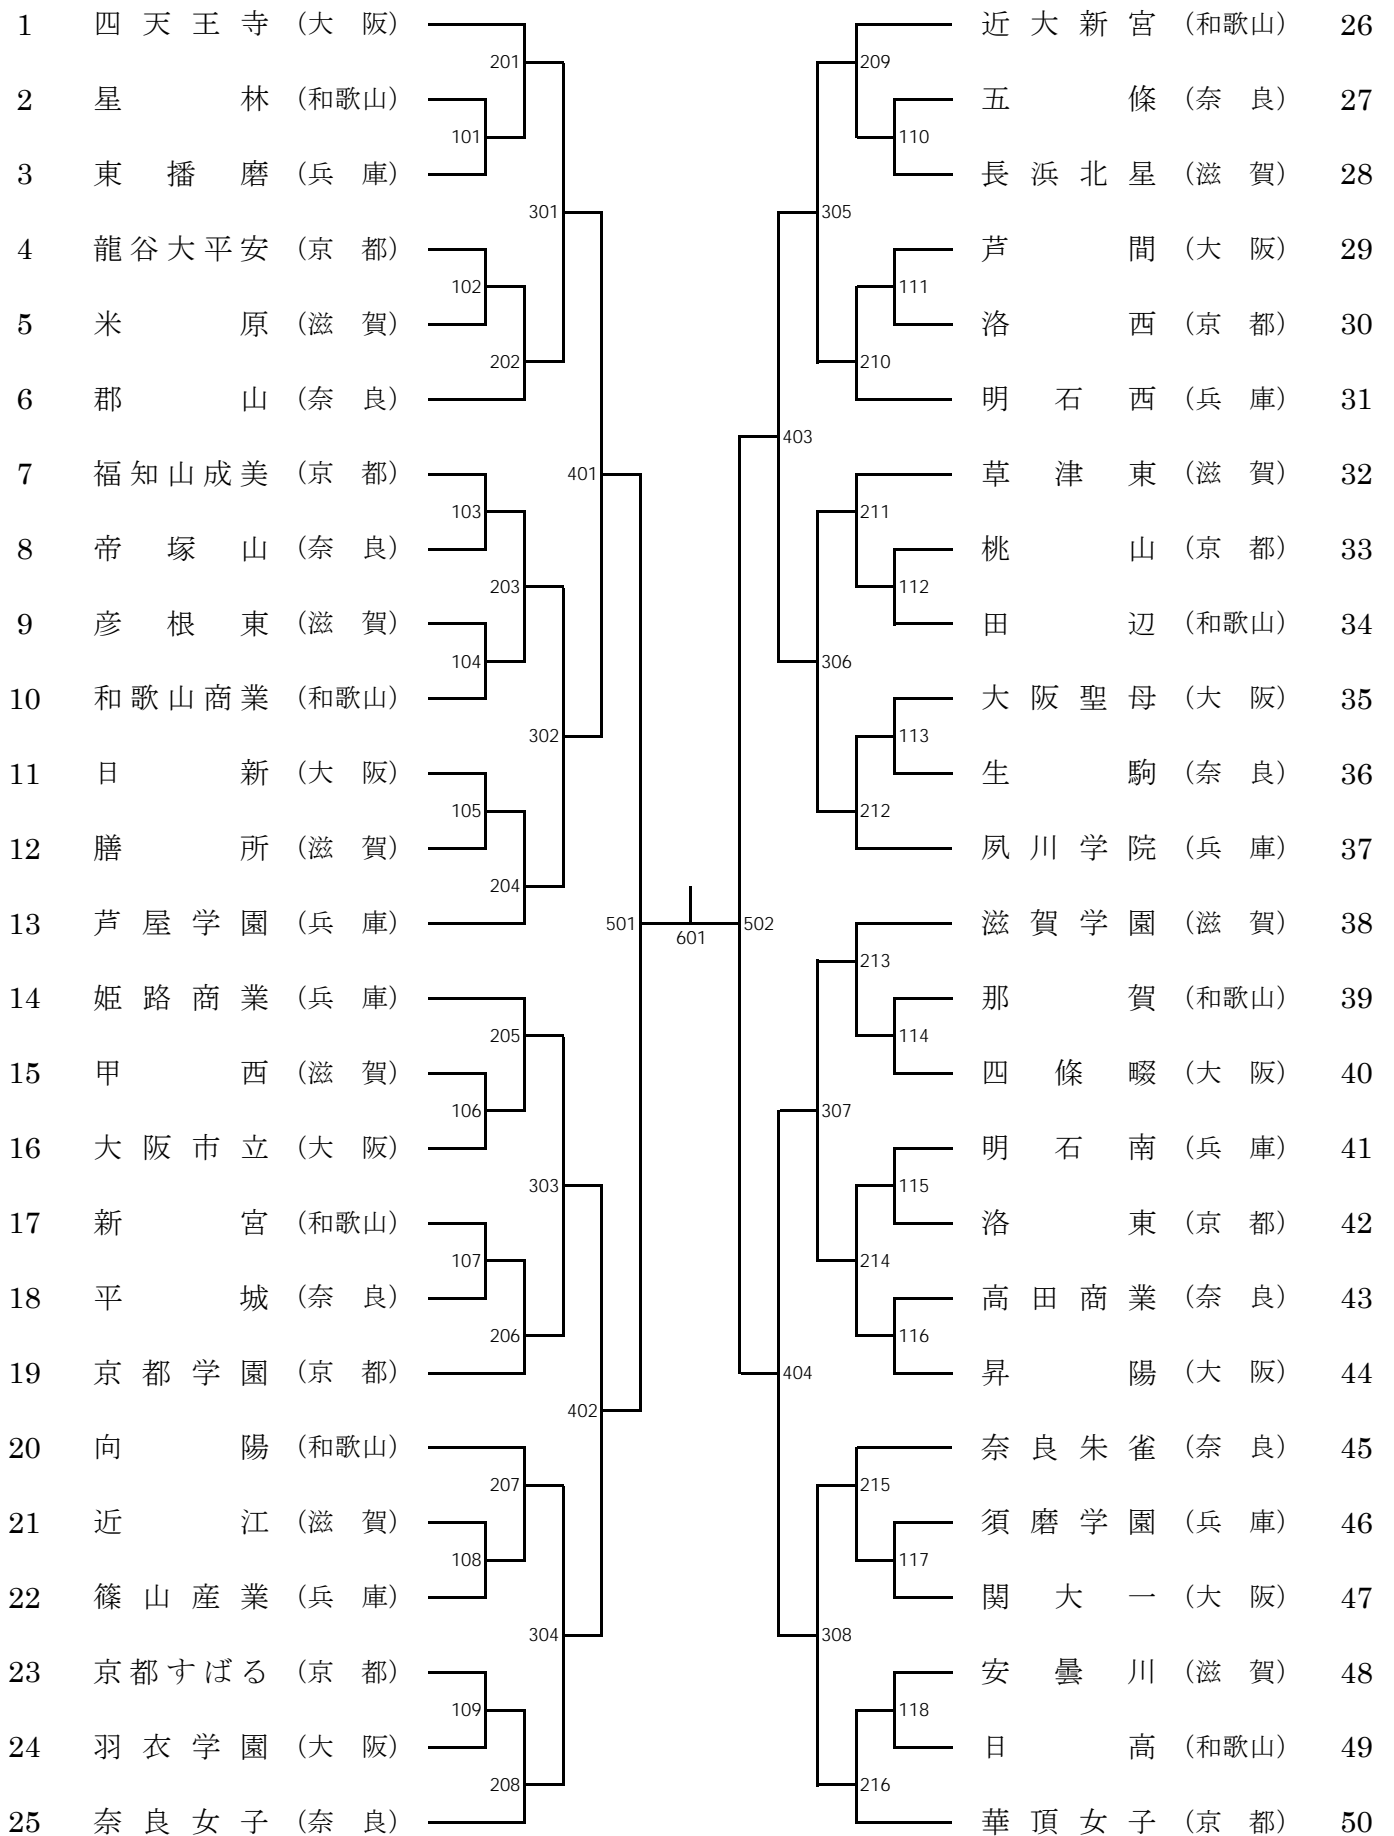 1 四天王寺 (大阪)
201
2 星林 (和歌山)
101
3 東播磨 (兵庫)
301
4 龍谷大平安 (京都)
102
5 米原 (滋賀)
202
6 郡山 (奈良)
401
7 福知山成美 (京都)
103
8 帝塚山 (奈良)
203
9 彦根東 (滋賀)
104
10 和歌山商業 (和歌山)
302
11 日新 (大阪)
105
12 膳所 (滋賀)
204
13 芦屋学園 (兵庫)
501
14 姫路商業 (兵庫)
205
15 甲西 (滋賀)
106
16 大阪市立 (大阪)
303
17 新宮 (和歌山)
107
18 平城 (奈良)
206
19 京都学園 (京都)
402
20 向陽 (和歌山)
207
21 近江 (滋賀)
108
22 篠山産業 (兵庫)
304
23 京都すばる (京都)
109
24 羽衣学園 (大阪)
208
25 奈良女子 (奈良)
601
近大新宮 (和歌山) 26
209
五條 (奈良) 27
110
長浜北星 (滋賀) 28
305
芦間 (大阪) 29
111
洛西 (京都) 30
210
明石西 (兵庫) 31
403
草津東 (滋賀) 32
211
桃山 (京都) 33
112
田辺 (和歌山) 34
306
大阪聖母 (大阪) 35
113
生駒 (奈良) 36
212
夙川学院 (兵庫) 37
502
滋賀学園 (滋賀) 38
213
那賀 (和歌山) 39
114
四條畷 (大阪) 40
307
明石南 (兵庫) 41
115
洛東 (京都) 42
214
高田商業 (奈良) 43
116
昇陽 (大阪) 44
404
奈良朱雀 (奈良) 45
215
須磨学園 (兵庫) 46
117
関大一 (大阪) 47
308
安曇川 (滋賀) 48
118
日高 (和歌山) 49
216
華頂女子 (京都) 50